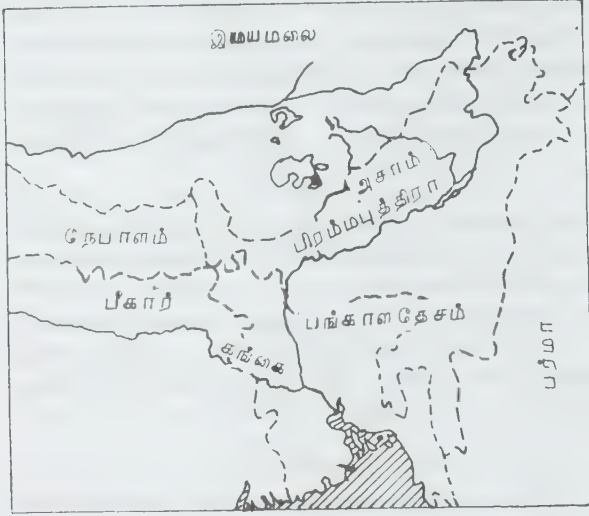 இமயமலை
அசாம்
பிரம்மபுத்திரா
நேபாளம்
பீகார்
பங்காளதேசம்
கங்கை
பர்மா